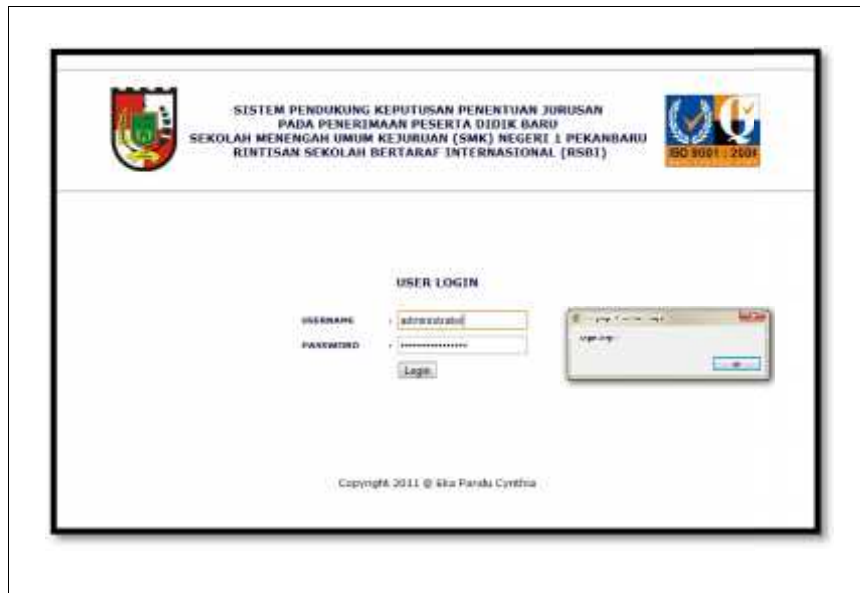 SISTEM PENDUKUNG KEPUTUSAN PENENTUAN JURUSAN
PADA PENERIMAAN PESERTA DIDIK BARU
SEKOLAH MENENGAH UMUM KEJURUAN (SMK) NEGERI 1 PEKANBARU
RINTISAN SEKOLAH BERTARAF INTERNASIONAL (RSBI)
ISO 9001 : 2008
USER LOGIN
USERNAME : administrator
PASSWORD : ••••••••••••••••
Login
Copyright 2011 @ Eka Pandu Cynthia